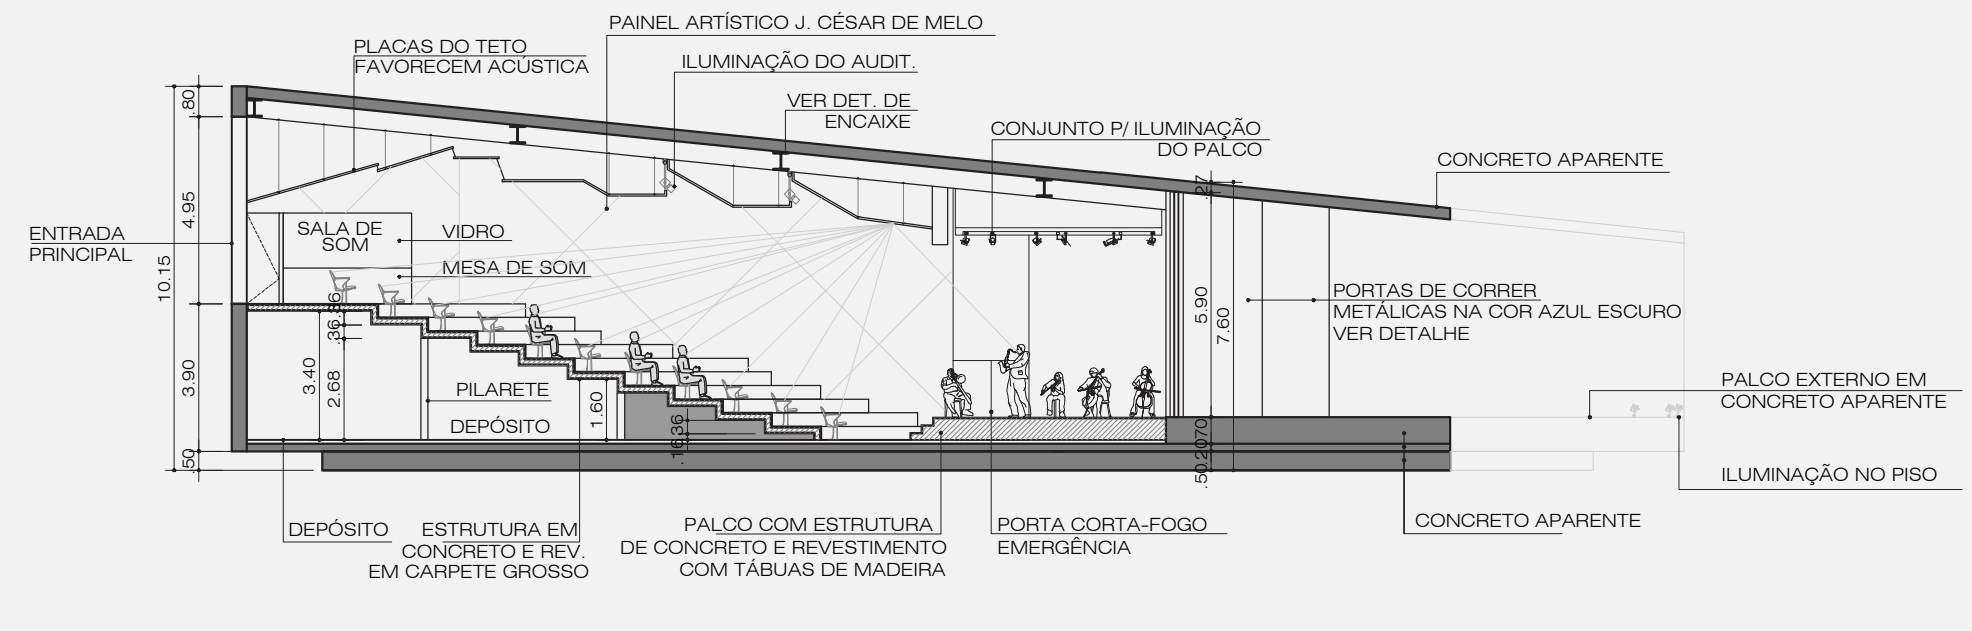 PAINEL ARTÍSTICO J. CÉSAR DE MELO
PLACAS DO TETO
FAVORECEM ACÚSTICA
ILUMINAÇÃO DO AUDIT.
VER DET. DE
ENCAIXE
CONJUNTO P/ ILUMINAÇÃO
DO PALCO
CONCRETO APARENTE
.80
4.95
10.15
3.90
.50
ENTRADA
PRINCIPAL
SALA DE
SOM
VIDRO
MESA DE SOM
.36
3.40
2.68
PILARETE
DEPÓSITO
1.60
.1636
.27
5.90
7.60
.50.2070
PORTAS DE CORRER
METÁLICAS NA COR AZUL ESCURO
VER DETALHE
PALCO EXTERNO EM
CONCRETO APARENTE
ILUMINAÇÃO NO PISO
CONCRETO APARENTE
DEPÓSITO
ESTRUTURA EM
CONCRETO E REV.
EM CARPETE GROSSO
PALCO COM ESTRUTURA
DE CONCRETO E REVESTIMENTO
COM TÁBUAS DE MADEIRA
PORTA CORTA-FOGO
EMERGÊNCIA